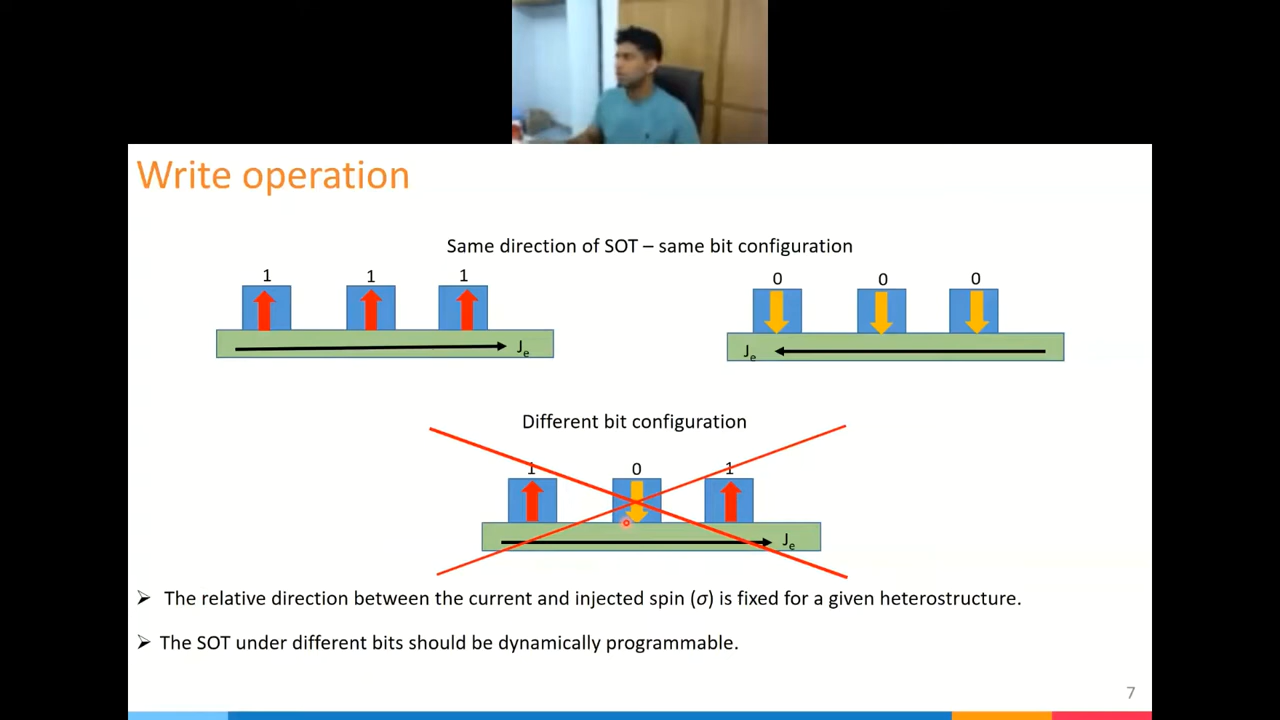 Write operation
Same direction of SOT – same bit configuration
1 1 1
0 0 0
Jₑ
Jₑ
Different bit configuration
1 0 1
Jₑ
➢ The relative direction between the current and injected spin (σ) is fixed for a given heterostructure.
➢ The SOT under different bits should be dynamically programmable.
7